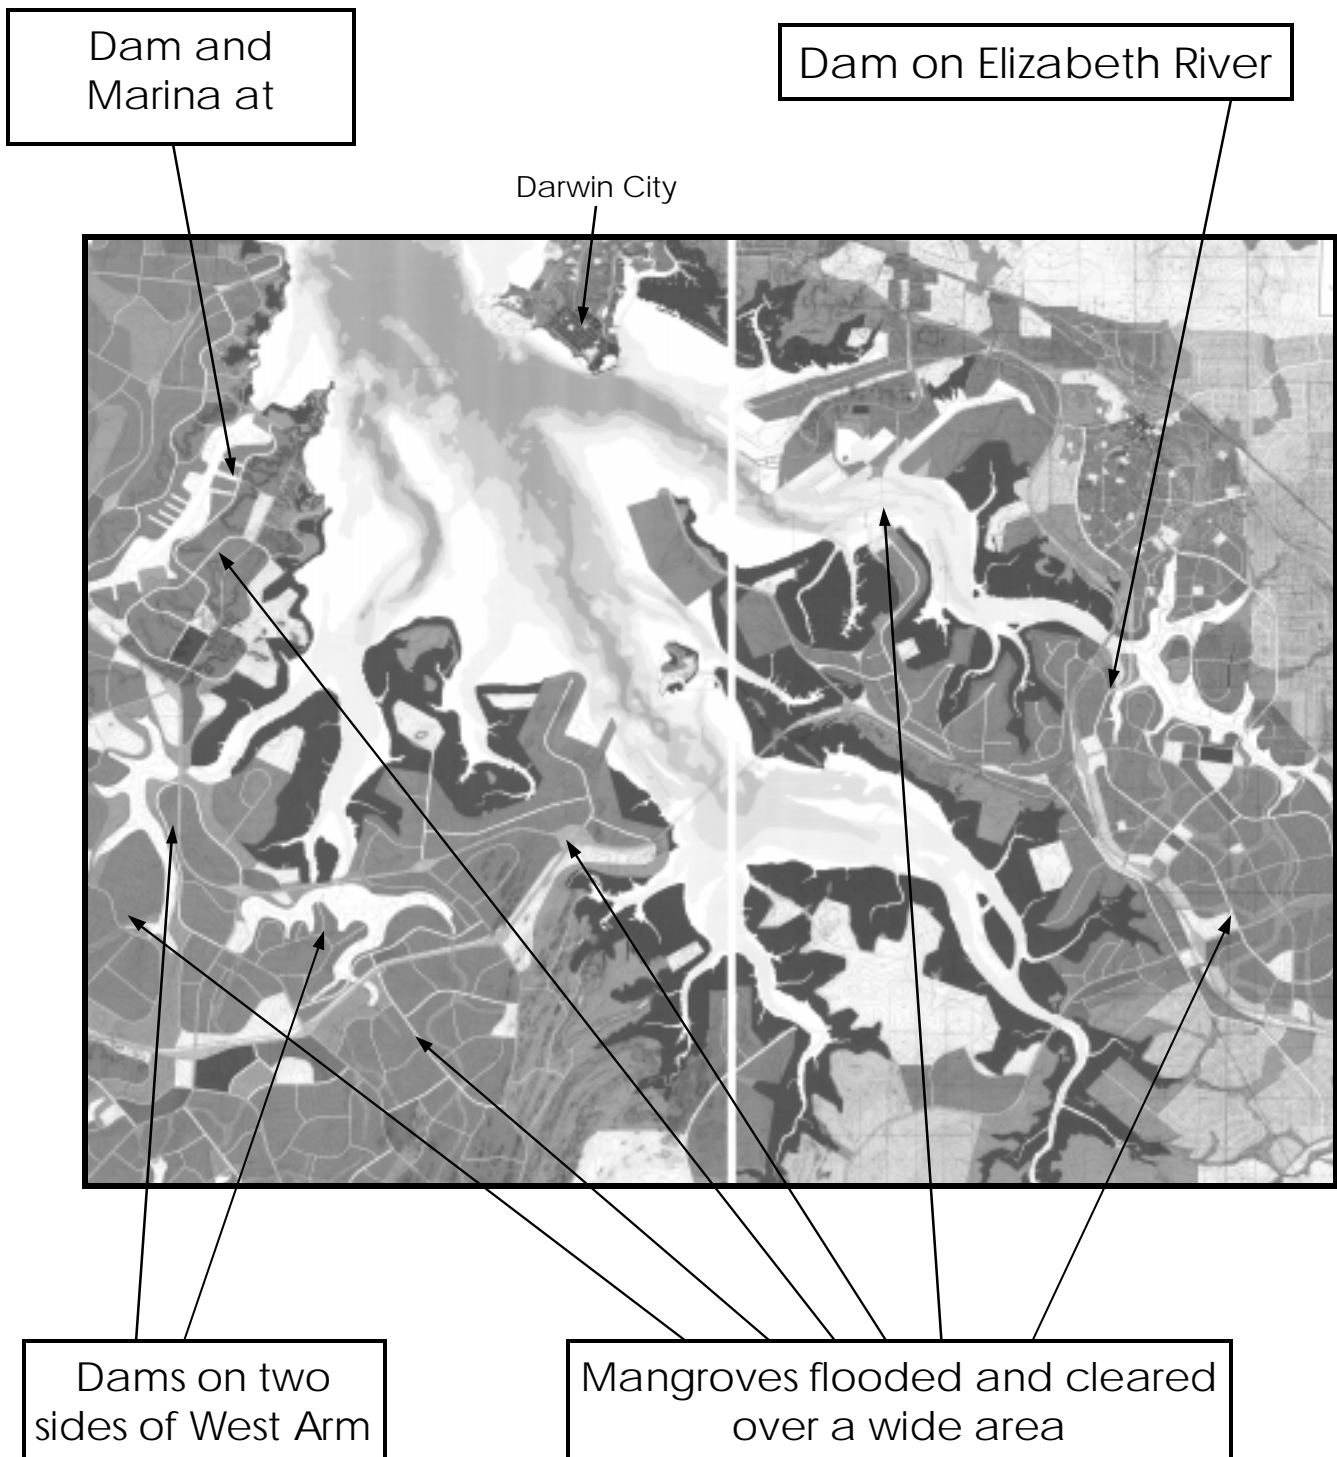 Dam and
Marina at
Dam on Elizabeth River
Darwin City
Dams on two
sides of West Arm
Mangroves flooded and cleared
over a wide area